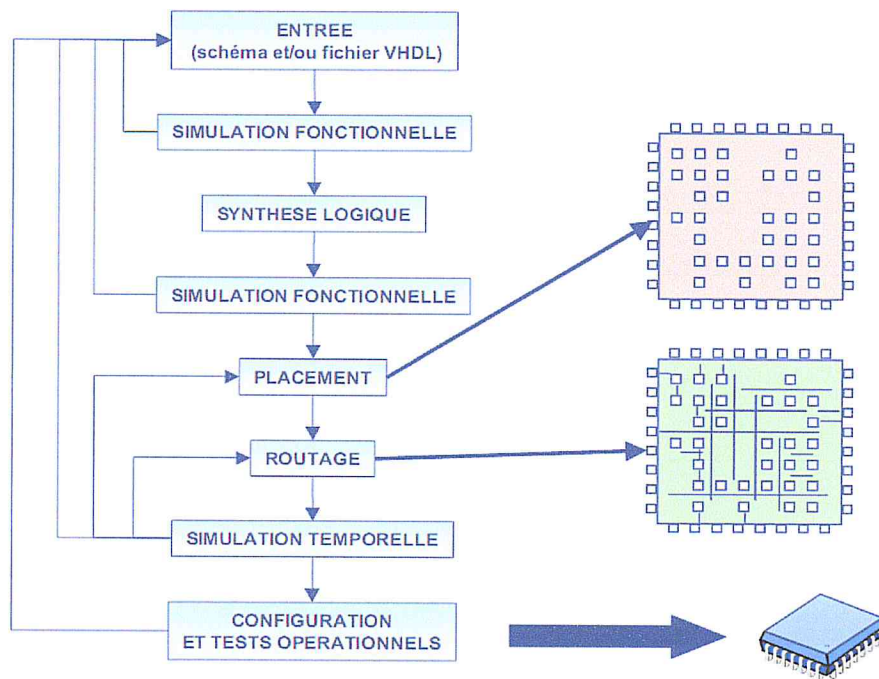 ENTREE
(schéma et/ou fichier VHDL)
SIMULATION FONCTIONNELLE
SYNTHESE LOGIQUE
SIMULATION FONCTIONNELLE
PLACEMENT
ROUTAGE
SIMULATION TEMPORELLE
CONFIGURATION
ET TESTS OPERATIONNELS